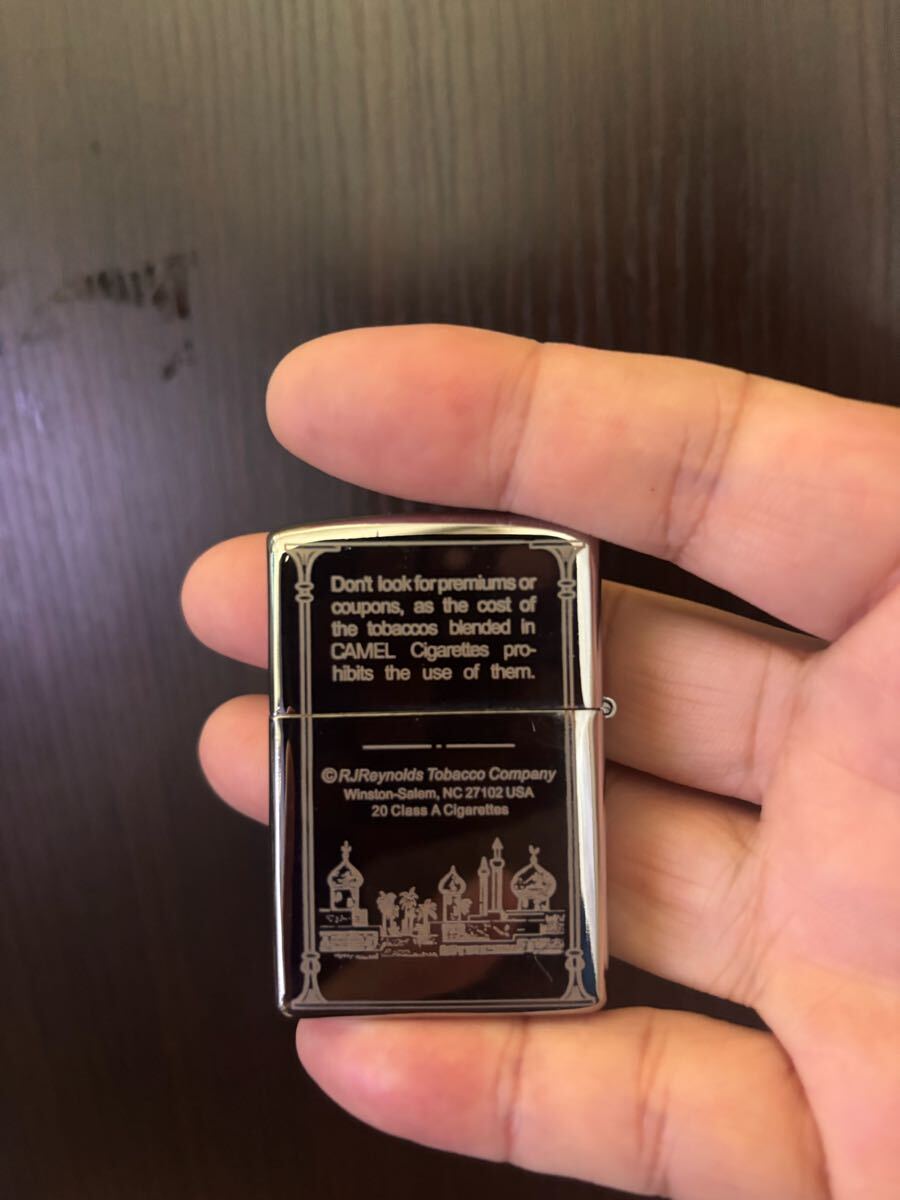 Don't look for premiums or
coupons, as the cost of
the tobaccos blended in
CAMEL Cigarettes pro-
hibits the use of them.
©RJReynolds Tobacco Company
Winston-Salem, NC 27102 USA
20 Class A Cigarettes